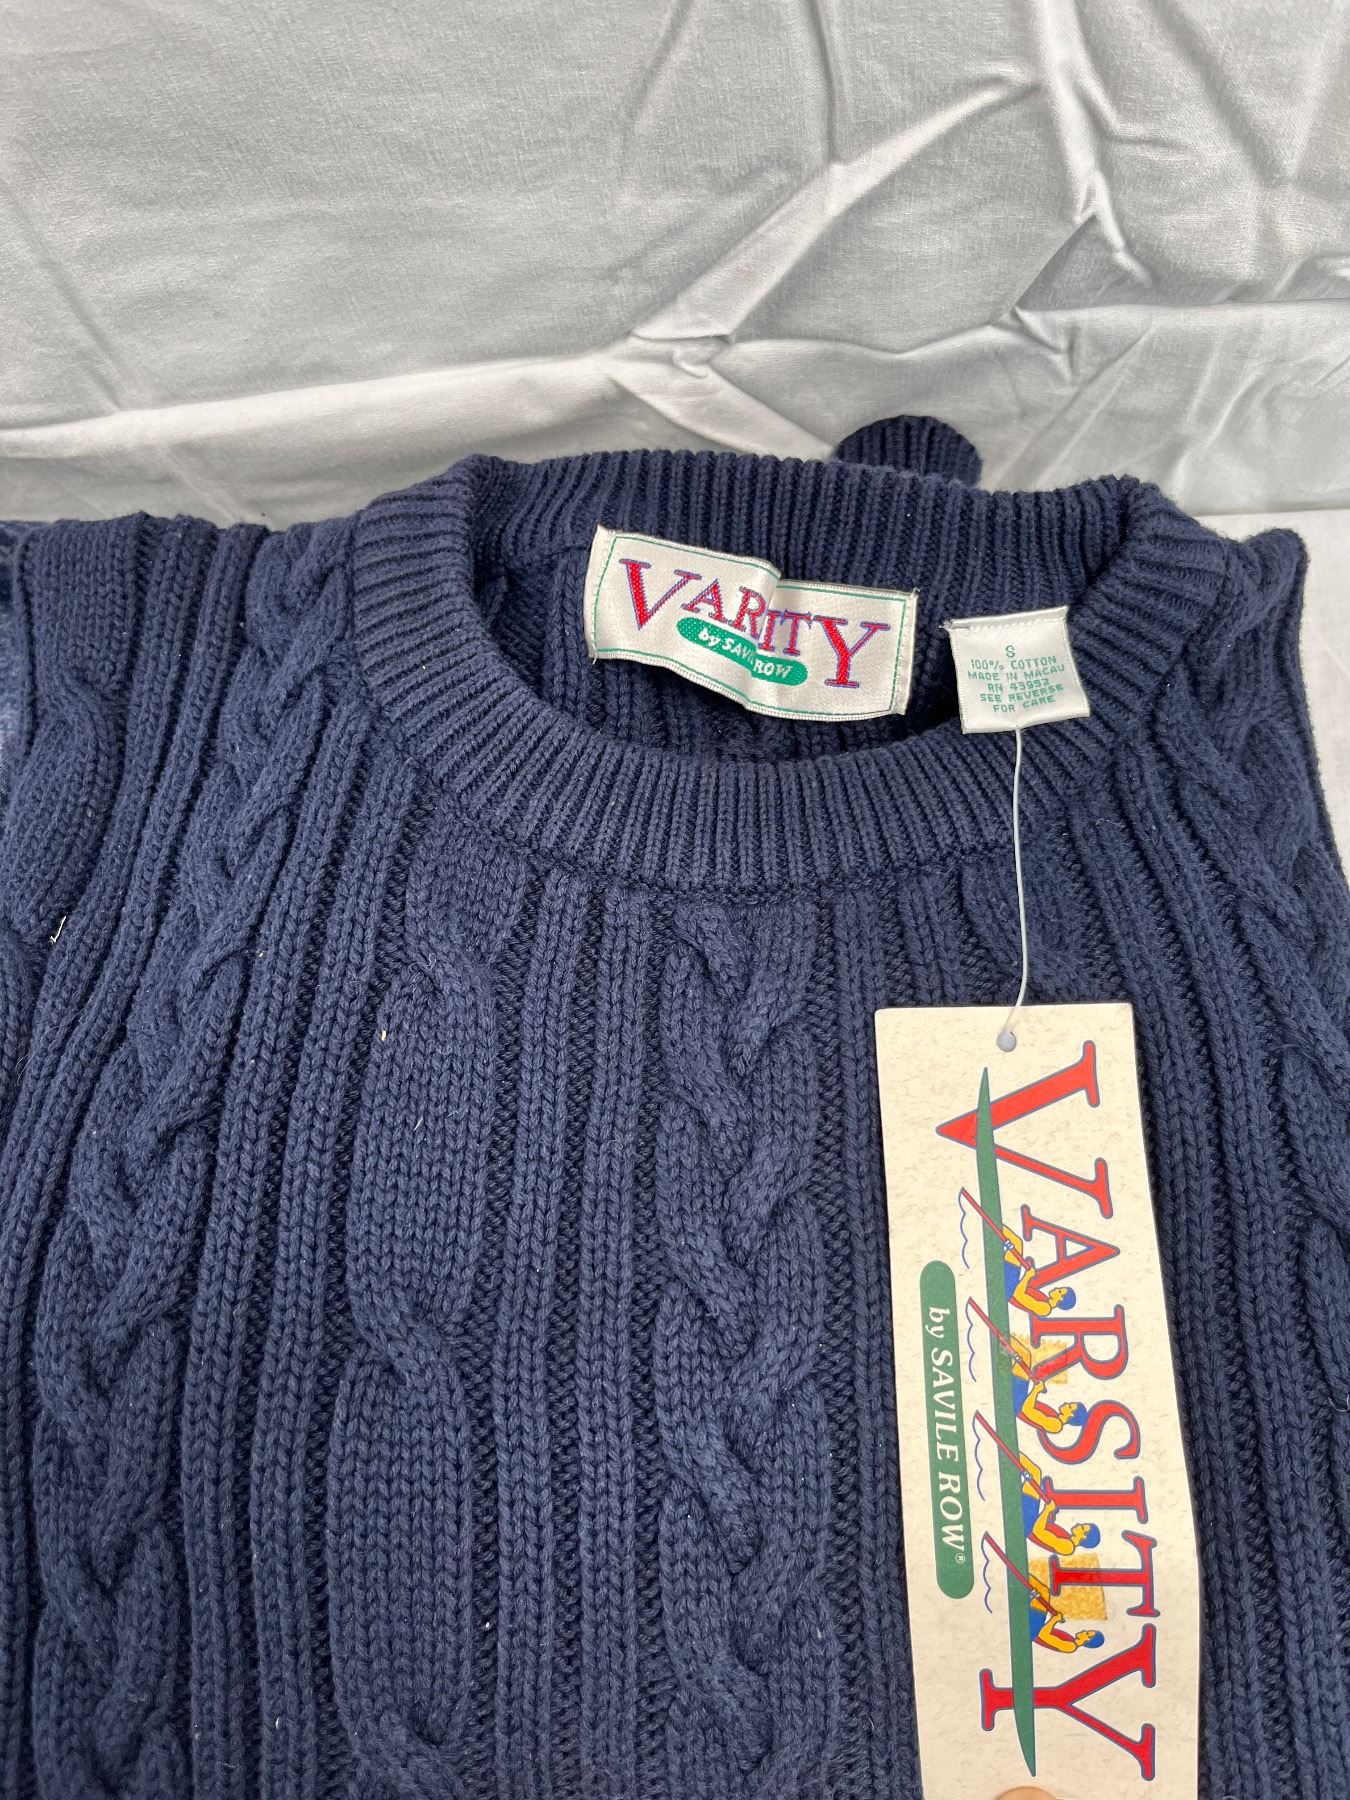 VARITY
by SAVILE ROW
S
100% COTTON
MADE IN MACAU
RN 43952
SEE REVERSE
FOR CARE
VARSITY
by SAVILE ROW®